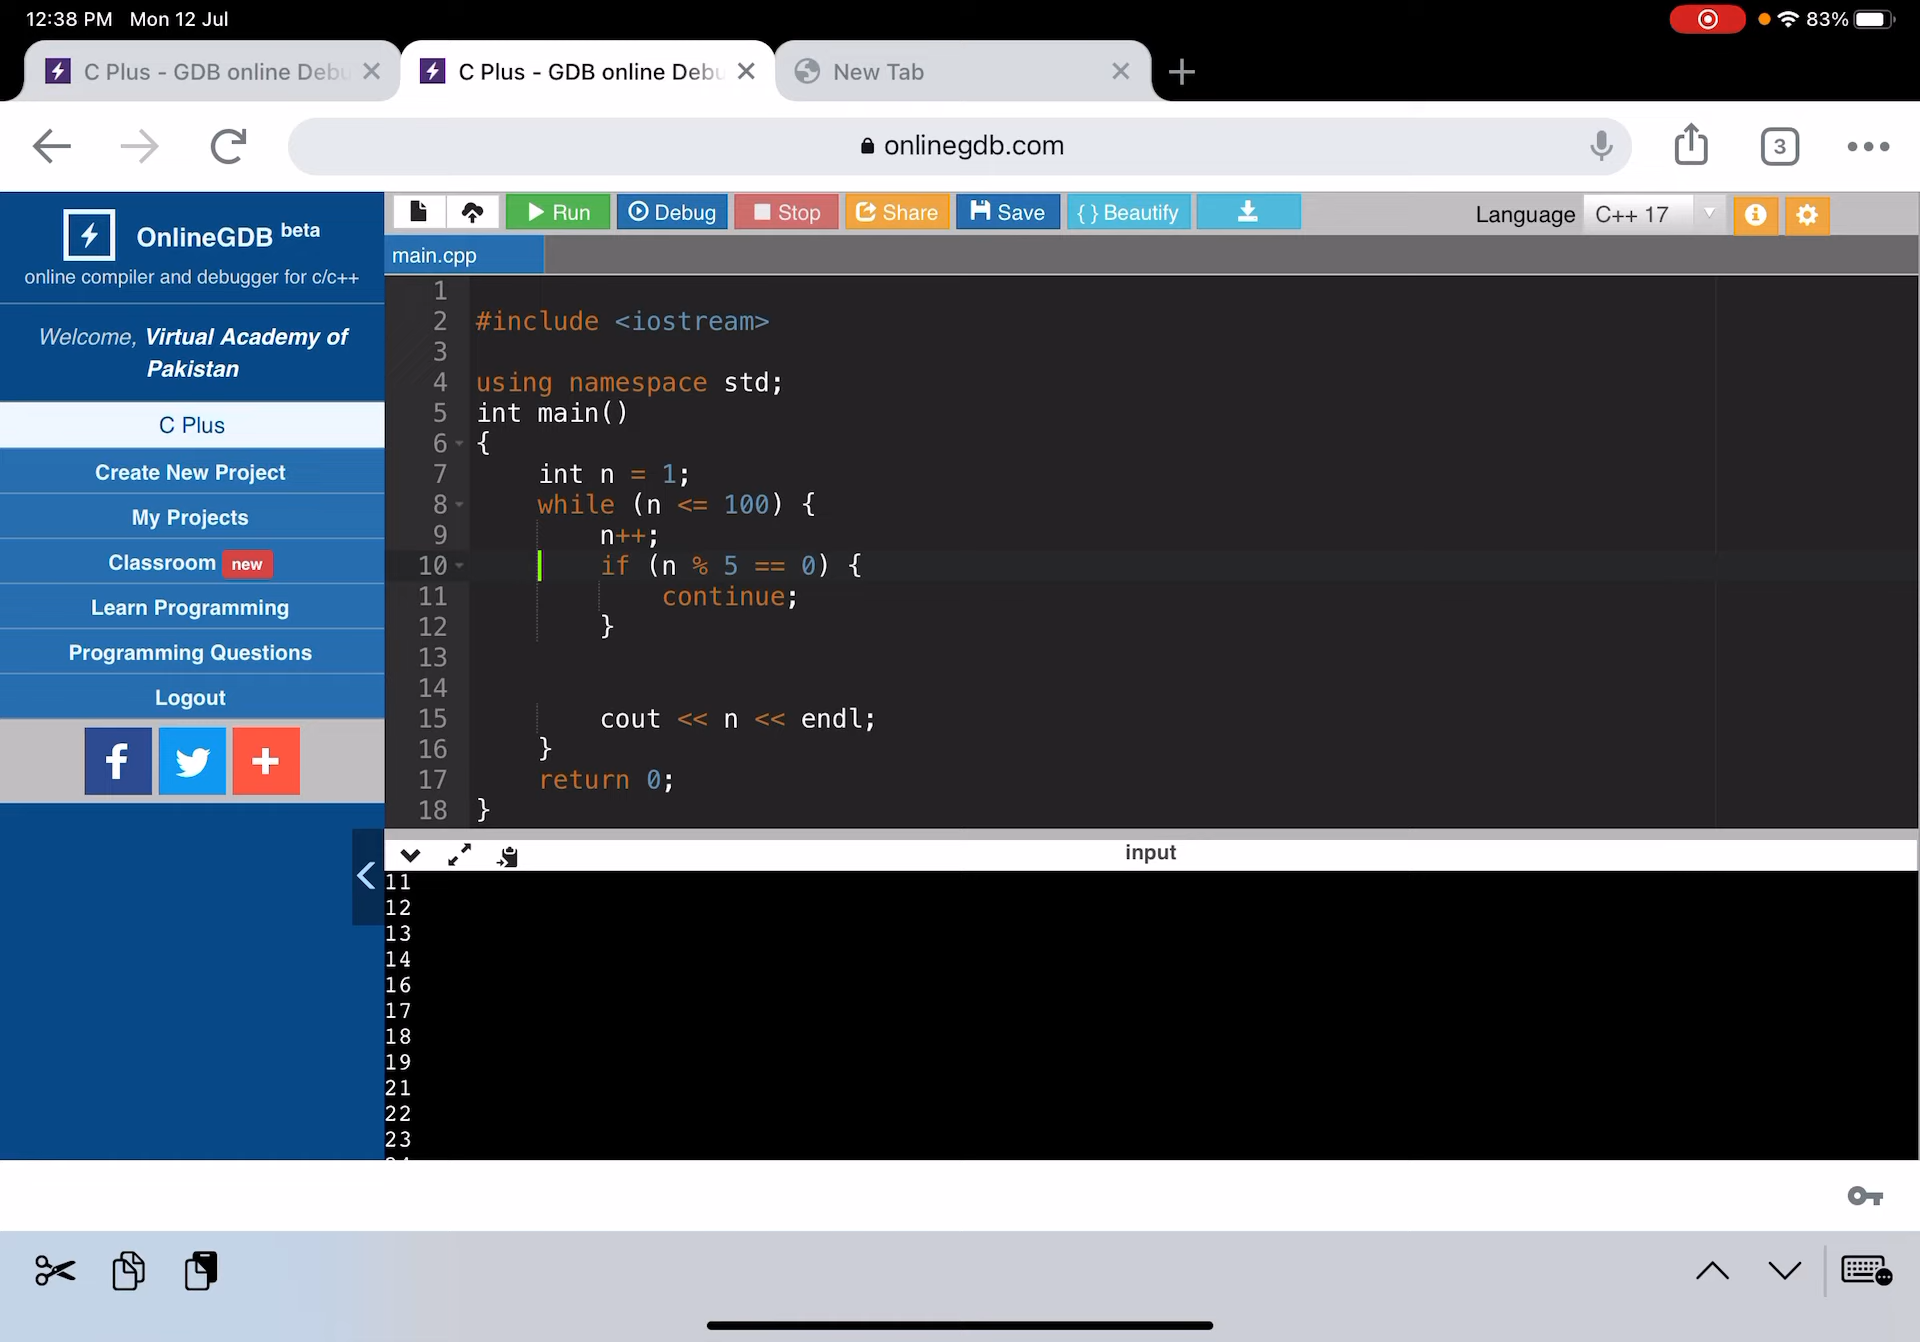 12:38 PM Mon 12 Jul
83%
C Plus - GDB online Debu
C Plus - GDB online Debu
New Tab
onlinegdb.com
3
OnlineGDB beta
online compiler and debugger for c/c++
Welcome, Virtual Academy of
Pakistan
C Plus
Create New Project
My Projects
Classroom new
Learn Programming
Programming Questions
Logout
Run
Debug
Stop
Share
Save
{ } Beautify
Language
C++ 17
main.cpp
1
2 #include <iostream>
3
4 using namespace std;
5 int main()
6 {
7 int n = 1;
8 while (n <= 100) {
9 n++;
10 if (n % 5 == 0) {
11 continue;
12 }
13
14
15 cout << n << endl;
16 }
17 return 0;
18 }
input
11
12
13
14
16
17
18
19
21
22
23